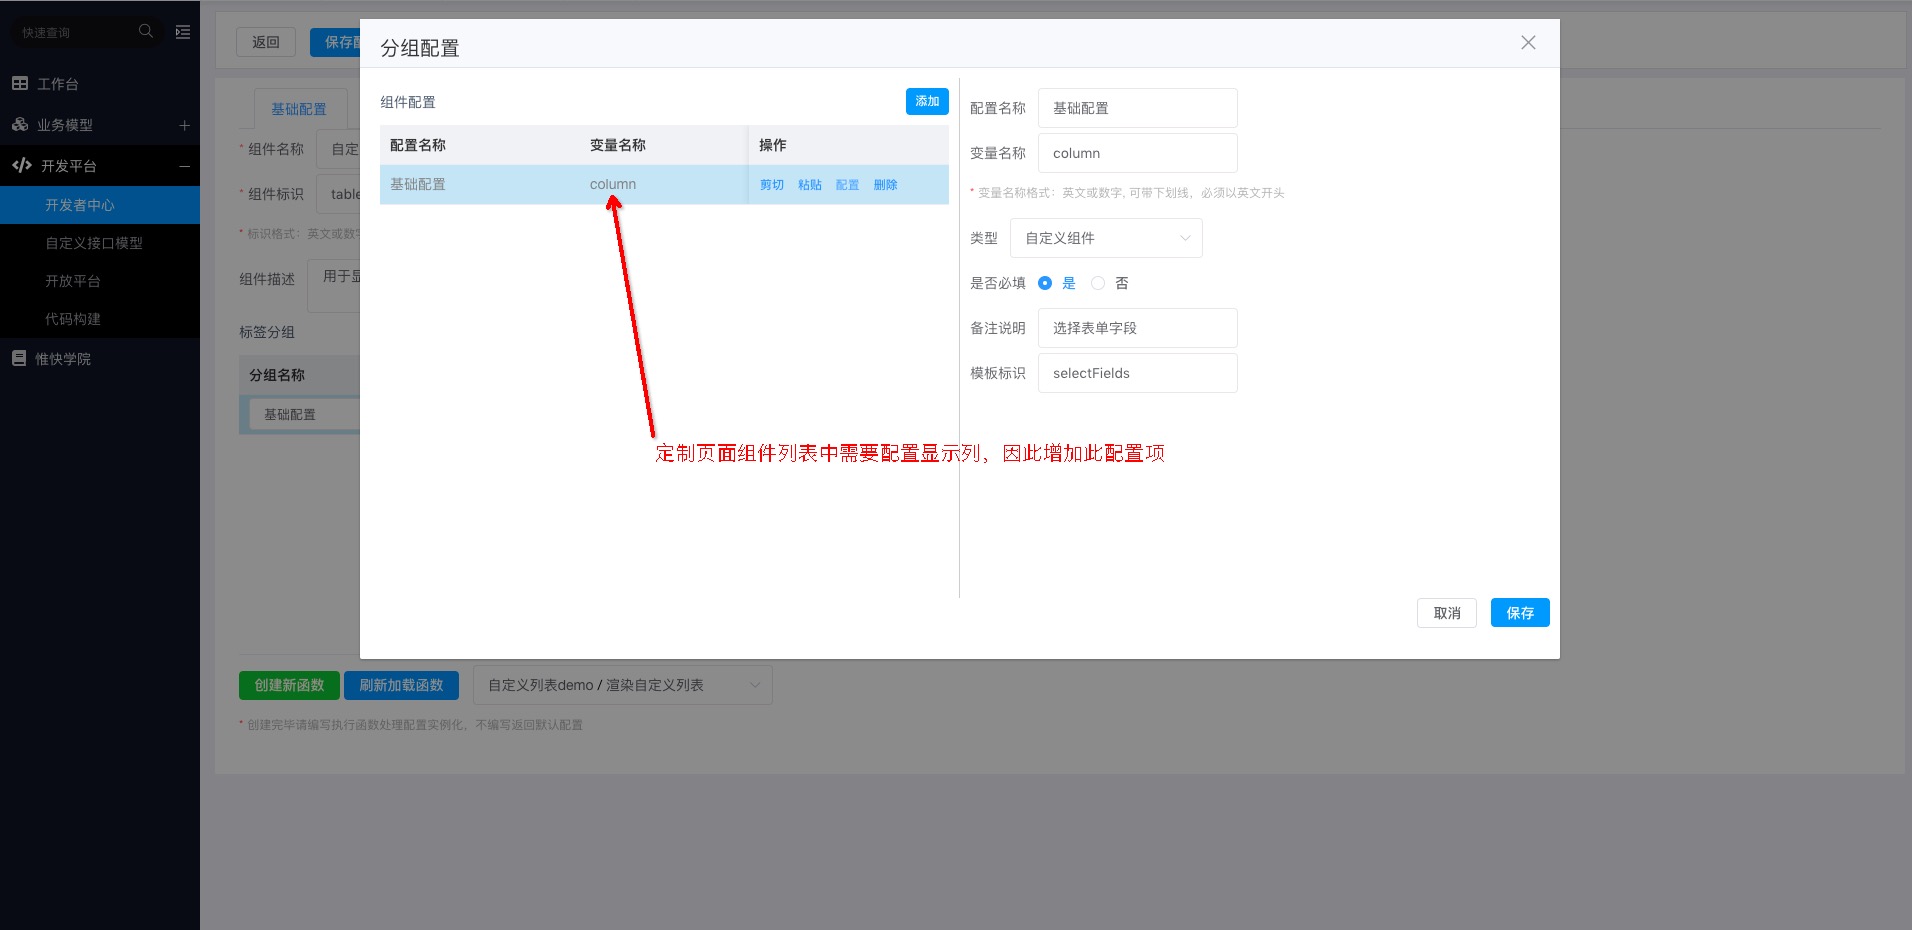 快速查询
工作台
业务模型
开发平台
开发者中心
自定义接口模型
开放平台
代码构建
惟快学院
返回
保存配
基础配置
* 组件名称
自定
* 组件标识
table
* 标识格式：英文或数字
组件描述
用于显
标签分组
分组名称
基础配置
分组配置
组件配置
添加
配置名称 变量名称 操作
基础配置 column 剪切 粘贴 配置 删除
定制页面组件列表中需要配置显示列，因此增加此配置项
配置名称 基础配置
变量名称 column
* 变量名称格式：英文或数字, 可带下划线，必须以英文开头
类型 自定义组件
是否必填 是 否
备注说明 选择表单字段
模板标识 selectFields
取消 保存
创建新函数 刷新加载函数 自定义列表demo / 渲染自定义列表
* 创建完毕请编写执行函数处理配置实例化，不编写返回默认配置